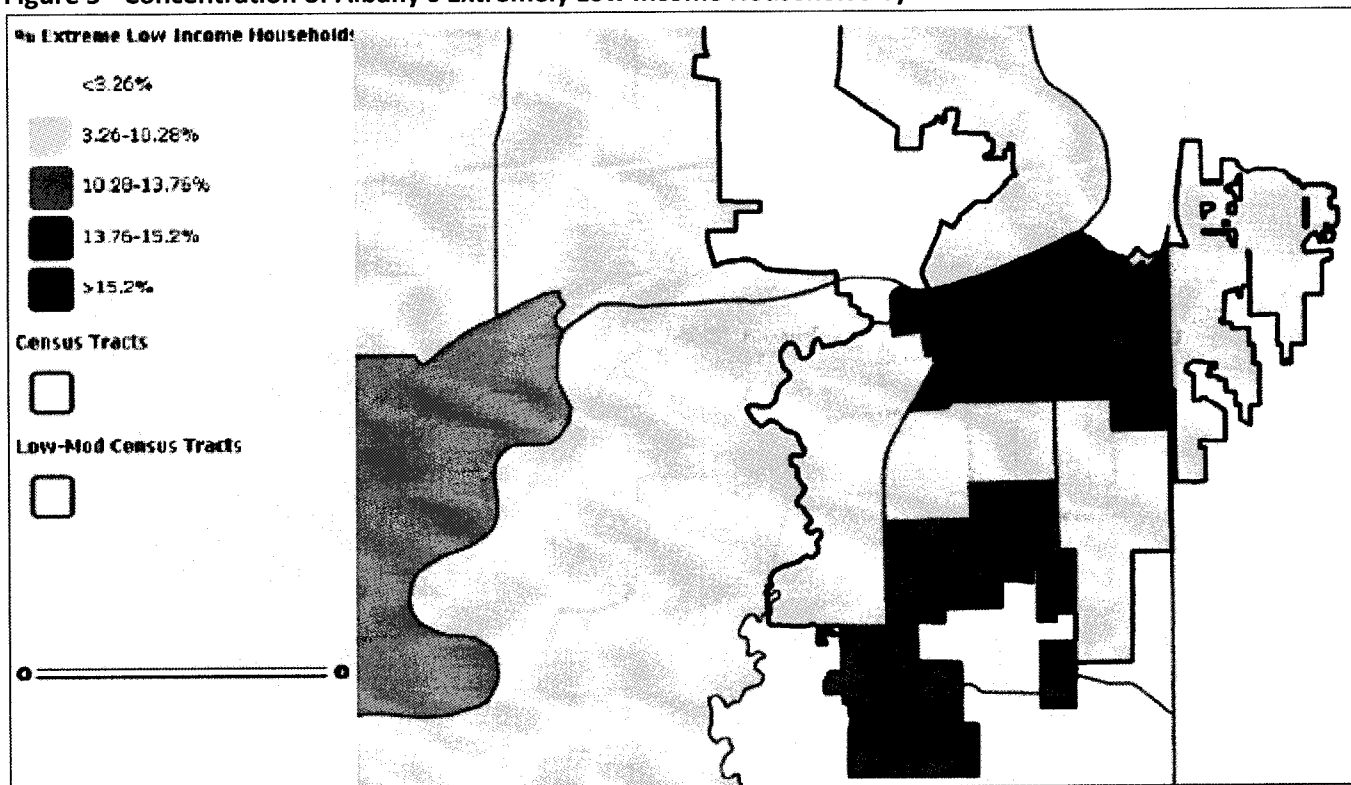 % Extreme Low Income Households
<3.26%
3.26-10.28%
10.28-13.76%
13.76-15.2%
>15.2%
Census Tracts
Low-Mod Census Tracts